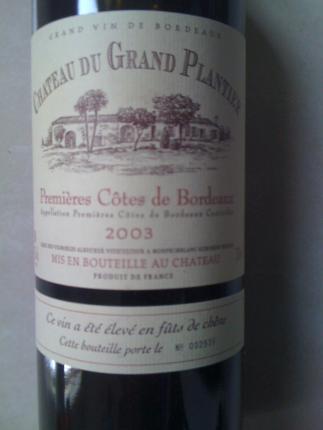 GRAND VIN DE BORDEAUX
CHATEAU DU GRAND PLANTIER
Premières Côtes de Bordeaux
Appellation Premières Côtes de Bordeaux Contrôlée
2003
MIS EN BOUTEILLE AU CHATEAU
PRODUIT DE FRANCE
Ce vin a été élevé en fûts de chêne
Cette bouteille porte le Nº